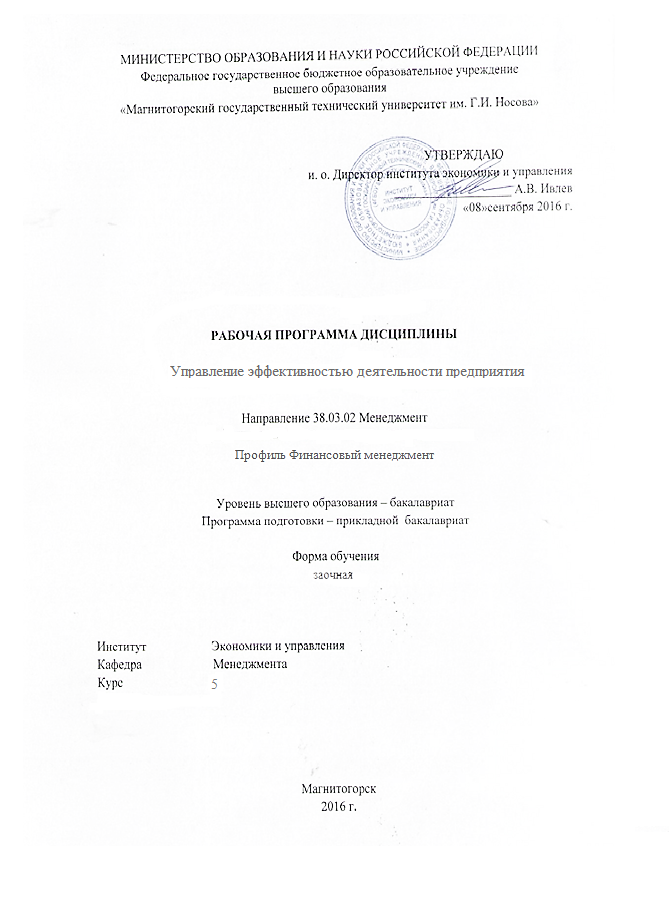 МИНИСТЕРСТВО ОБРАЗОВАНИЯ И НАУКИ РОССИЙСКОЙ ФЕДЕРАЦИИ
Федеральное государственное бюджетное образовательное учреждение
высшего образования
«Магнитогорский государственный технический университет им. Г.И. Носова»
УТВЕРЖДАЮ
и. о. Директор института экономики и управления
А.В. Ивлев
«08»сентября 2016 г.
ИНСТИТУТ
ЭКОНОМИКИ
И УПРАВЛЕНИЯ
РАБОЧАЯ ПРОГРАММА ДИСЦИПЛИНЫ
Управление эффективностью деятельности предприятия
Направление 38.03.02 Менеджмент
Профиль Финансовый менеджмент
Уровень высшего образования – бакалавриат
Программа подготовки – прикладной бакалавриат
Форма обучения
заочная
Институт Экономики и управления
Кафедра Менеджмента
Курс 5
Магнитогорск
2016 г.